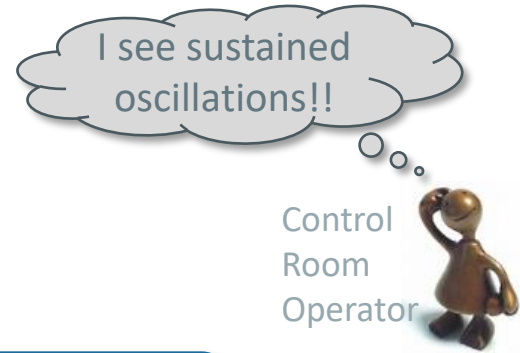 I see sustained
oscillations!!
Control
Room
Operator